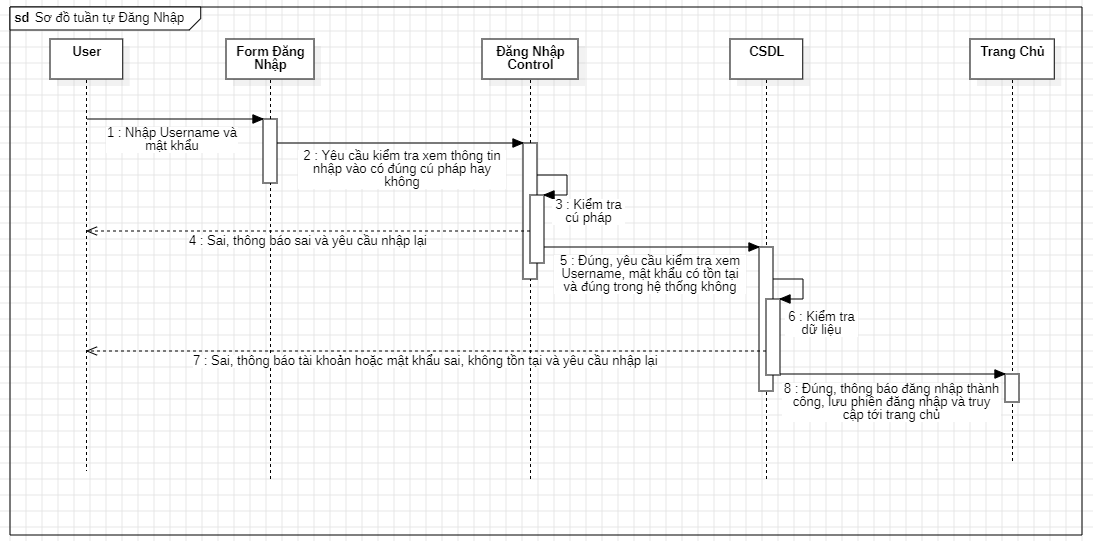 sd Sơ đồ tuần tự Đăng Nhập
User
Form Đăng
Nhập
Đăng Nhập
Control
CSDL
Trang Chủ
1 : Nhập Username và
mật khẩu
2 : Yêu cầu kiểm tra xem thông tin
nhập vào có đúng cú pháp hay
không
3 : Kiểm tra
cú pháp
4 : Sai, thông báo sai và yêu cầu nhập lại
5 : Đúng, yêu cầu kiểm tra xem
Username, mật khẩu có tồn tại
và đúng trong hệ thống không
6 : Kiểm tra
dữ liệu
7 : Sai, thông báo tài khoản hoặc mật khẩu sai, không tồn tại và yêu cầu nhập lại
8 : Đúng, thông báo đăng nhập thành
công, lưu phiên đăng nhập và truy
cập tới trang chủ